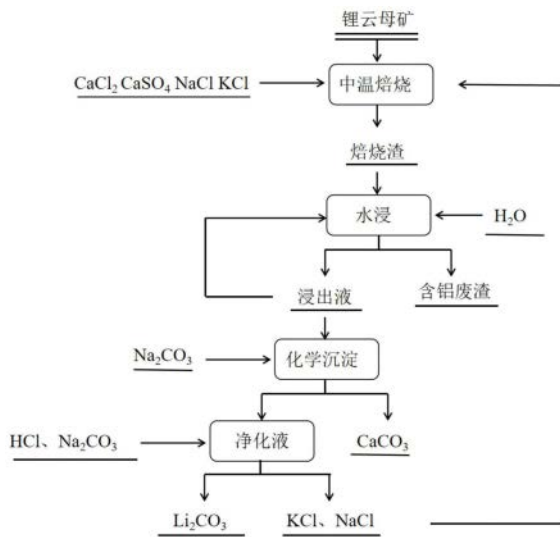 锂云母矿
CaCl₂ CaSO₄ NaCl KCl
中温焙烧
焙烧渣
水浸
H₂O
浸出液
含铝废渣
Na₂CO₃
化学沉淀
HCl、Na₂CO₃
净化液
CaCO₃
Li₂CO₃
KCl、NaCl